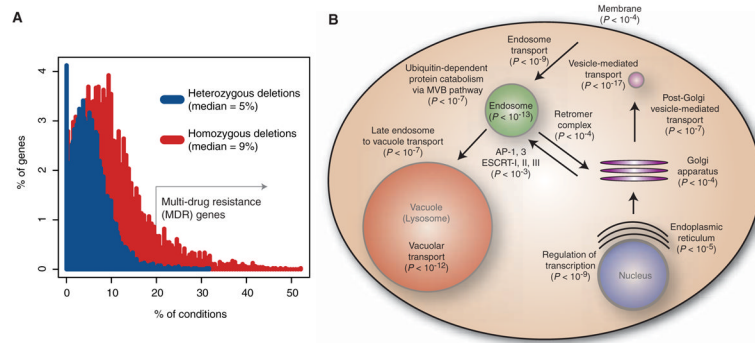 A
% of genes
4
3
2
1
0
Heterozygous deletions
(median = 5%)
Homozygous deletions
(median = 9%)
Multi-drug resistance
(MDR) genes
0
10
20
30
40
50
% of conditions
B
Membrane
(P < 10-4)
Endosome
transport
(P < 10-9)
Vesicle-mediated
transport
(P < 10-17)
Ubiquitin-dependent
protein catabolism
via MVB pathway
(P < 10-7)
Endosome
(P < 10-13)
Retromer
complex
(P < 10-4)
Post-Golgi
vesicle-mediated
transport
(P < 10-7)
Late endosome
to vacuole transport
(P < 10-7)
AP-1, 3
ESCRT-I, II, III
(P < 10-3)
Golgi
apparatus
(P < 10-4)
Vacuole
(Lysosome)
Vacuolar
transport
(P < 10-12)
Endoplasmic
reticulum
(P < 10-5)
Regulation of
transcription
(P < 10-9)
Nucleus